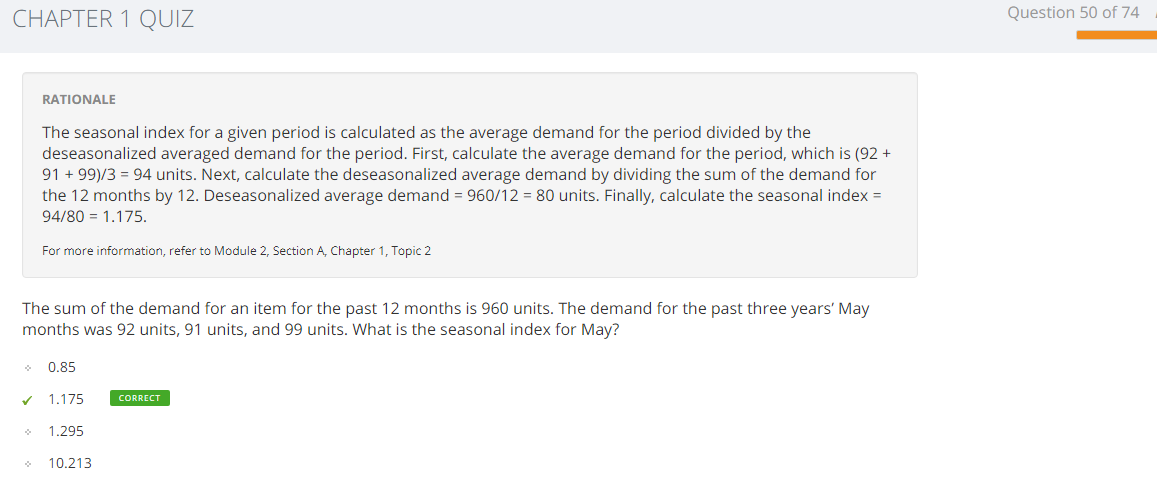 CHAPTER 1 QUIZ
Question 50 of 74
RATIONALE
The seasonal index for a given period is calculated as the average demand for the period divided by the
deseasonalized averaged demand for the period. First, calculate the average demand for the period, which is (92 +
91 + 99)/3 = 94 units. Next, calculate the deseasonalized average demand by dividing the sum of the demand for
the 12 months by 12. Deseasonalized average demand = 960/12 = 80 units. Finally, calculate the seasonal index =
94/80 = 1.175.
For more information, refer to Module 2, Section A, Chapter 1, Topic 2
The sum of the demand for an item for the past 12 months is 960 units. The demand for the past three years’ May
months was 92 units, 91 units, and 99 units. What is the seasonal index for May?
0.85
1.175 CORRECT
1.295
10.213